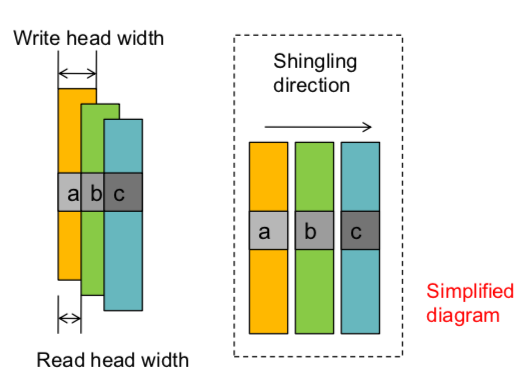 Write head width
Shingling
direction
a b c
a b c
Simplified
diagram
Read head width